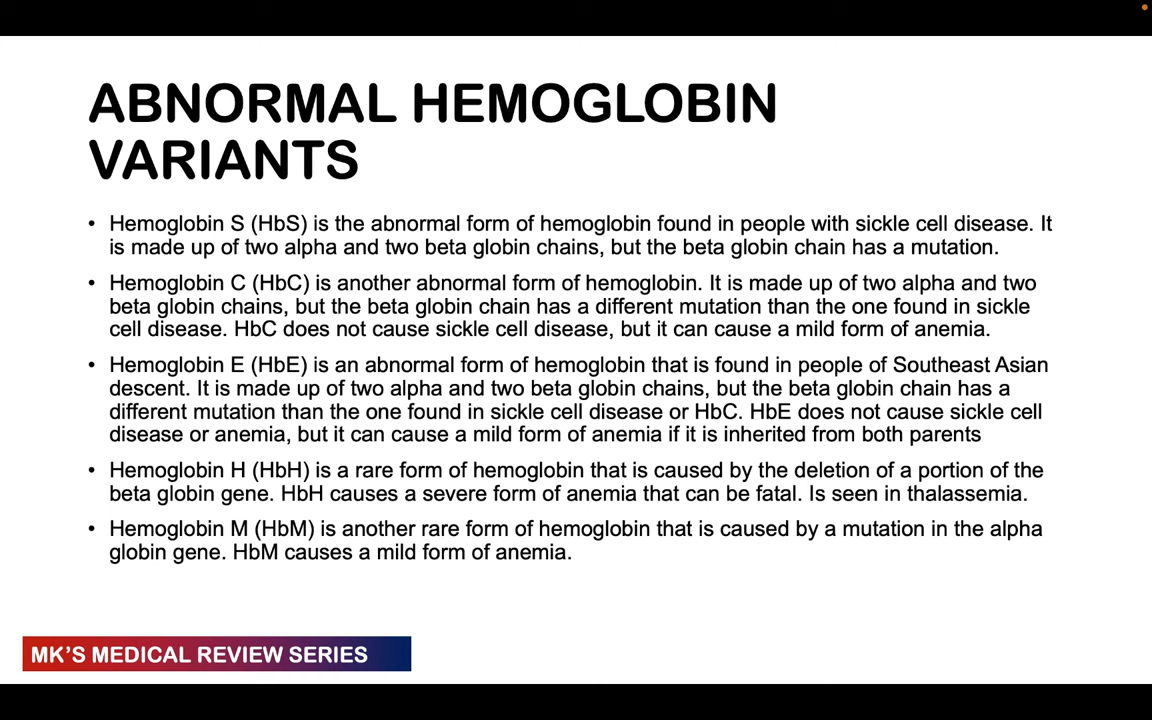 ABNORMAL HEMOGLOBIN
VARIANTS
• Hemoglobin S (HbS) is the abnormal form of hemoglobin found in people with sickle cell disease. It
is made up of two alpha and two beta globin chains, but the beta globin chain has a mutation.
• Hemoglobin C (HbC) is another abnormal form of hemoglobin. It is made up of two alpha and two
beta globin chains, but the beta globin chain has a different mutation than the one found in sickle
cell disease. HbC does not cause sickle cell disease, but it can cause a mild form of anemia.
• Hemoglobin E (HbE) is an abnormal form of hemoglobin that is found in people of Southeast Asian
descent. It is made up of two alpha and two beta globin chains, but the beta globin chain has a
different mutation than the one found in sickle cell disease or HbC. HbE does not cause sickle cell
disease or anemia, but it can cause a mild form of anemia if it is inherited from both parents
• Hemoglobin H (HbH) is a rare form of hemoglobin that is caused by the deletion of a portion of the
beta globin gene. HbH causes a severe form of anemia that can be fatal. Is seen in thalassemia.
• Hemoglobin M (HbM) is another rare form of hemoglobin that is caused by a mutation in the alpha
globin gene. HbM causes a mild form of anemia.
MK'S MEDICAL REVIEW SERIES